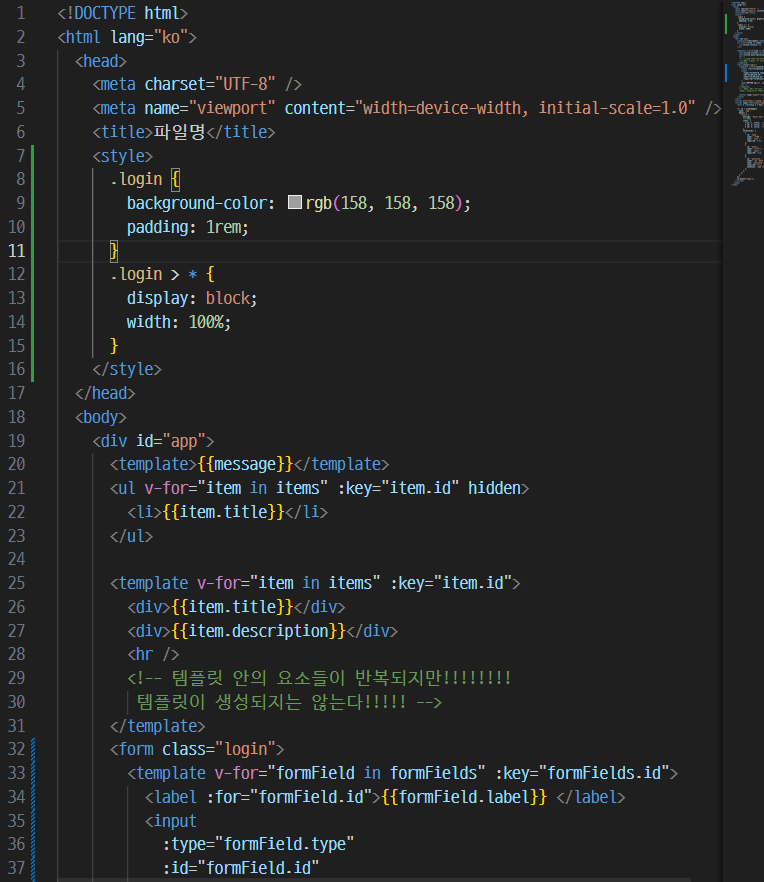 1 <!DOCTYPE html>
2 <html lang="ko">
3 <head>
4 <meta charset="UTF-8" />
5 <meta name="viewport" content="width=device-width, initial-scale=1.0" />
6 <title>파일명</title>
7 <style>
8 .login {
9 background-color: rgb(158, 158, 158);
10 padding: 1rem;
11 }
12 .login > * {
13 display: block;
14 width: 100%;
15 }
16 </style>
17 </head>
18 <body>
19 <div id="app">
20 <template>{{message}}</template>
21 <ul v-for="item in items" :key="item.id" hidden>
22 <li>{{item.title}}</li>
23 </ul>
24
25 <template v-for="item in items" :key="item.id">
26 <div>{{item.title}}</div>
27 <div>{{item.description}}</div>
28 <hr />
29 <!-- 템플릿 안의 요소들이 반복되지만!!!!!!!!
30 템플릿이 생성되지는 않는다!!!!! -->
31 </template>
32 <form class="login">
33 <template v-for="formField in formFields" :key="formFields.id">
34 <label :for="formField.id">{{formField.label}} </label>
35 <input
36 :type="formField.type"
37 :id="formField.id"